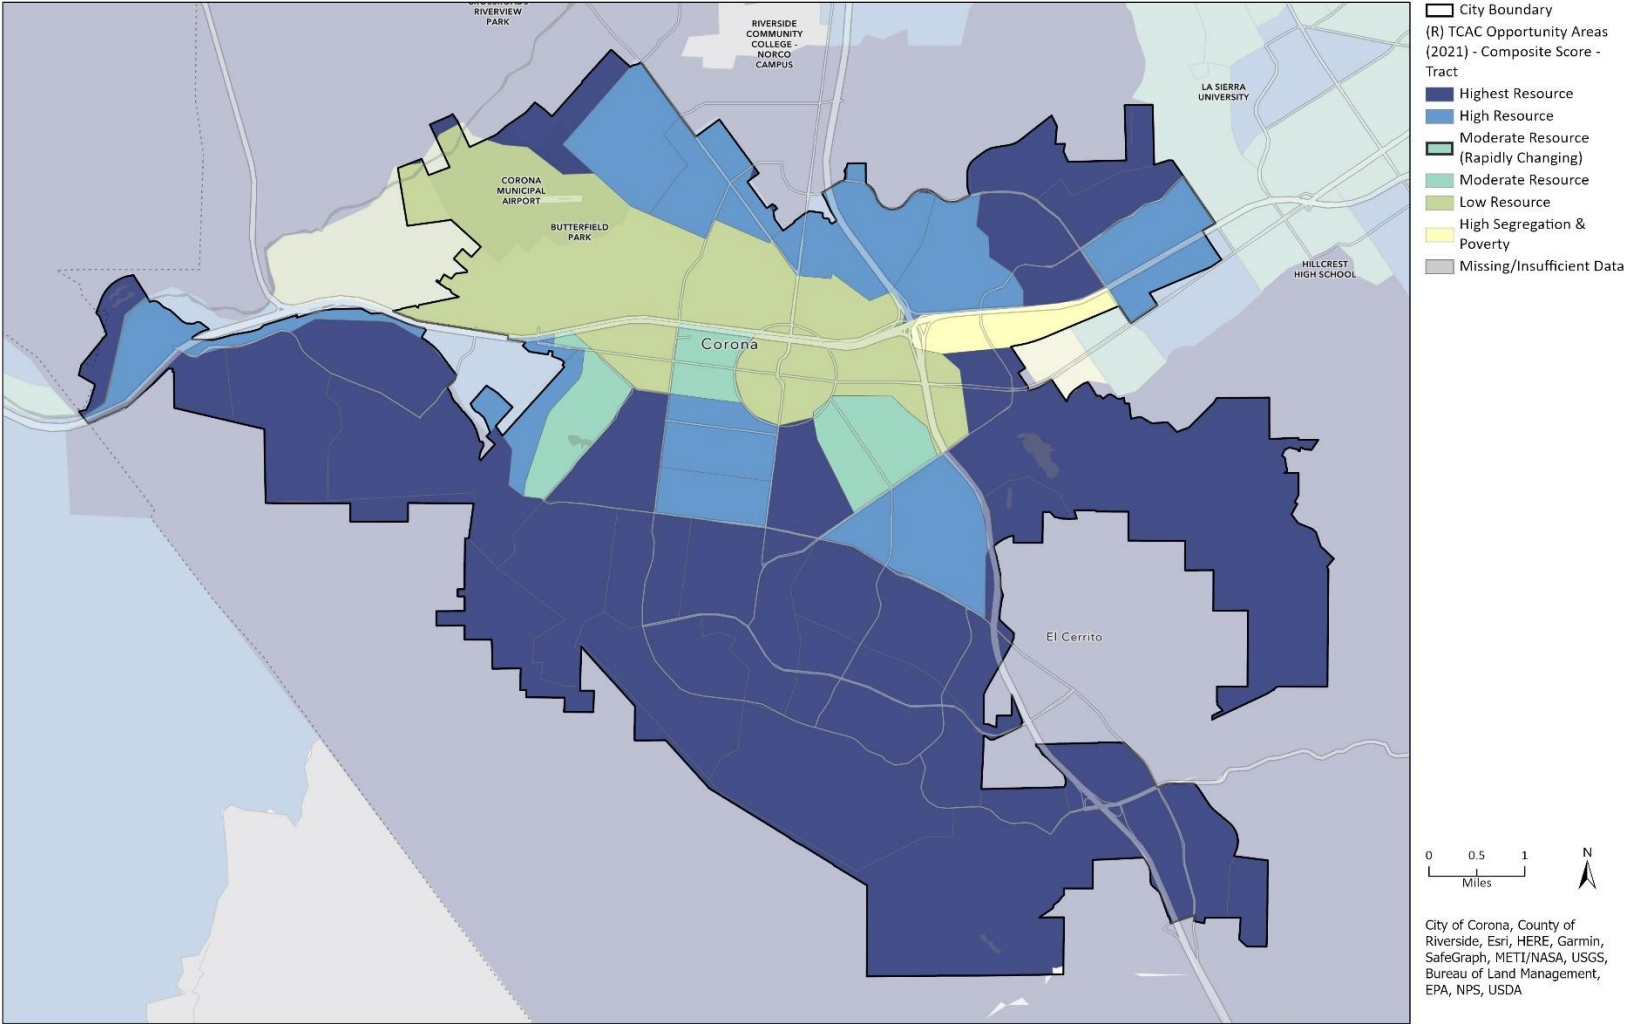 CROSSROADS
RIVERVIEW
PARK
RIVERSIDE
COMMUNITY
COLLEGE -
NORCO
CAMPUS
LA SIERRA
UNIVERSITY
CORONA
MUNICIPAL
AIRPORT
BUTTERFIELD
PARK
HILLCREST
HIGH SCHOOL
Corona
El Cerrito
City Boundary
(R) TCAC Opportunity Areas
(2021) - Composite Score -
Tract
Highest Resource
High Resource
Moderate Resource
(Rapidly Changing)
Moderate Resource
Low Resource
High Segregation &
Poverty
Missing/Insufficient Data
0 0.5 1
Miles
N
City of Corona, County of
Riverside, Esri, HERE, Garmin,
SafeGraph, METI/NASA, USGS,
Bureau of Land Management,
EPA, NPS, USDA